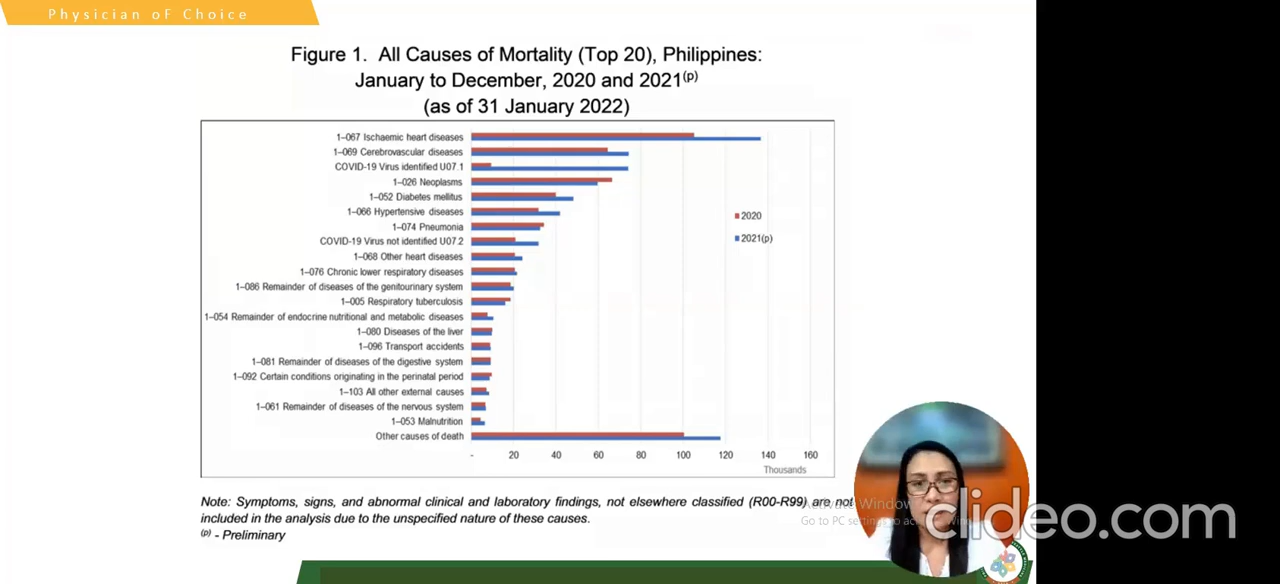 Physician oF Choice
Figure 1. All Causes of Mortality (Top 20), Philippines:
January to December, 2020 and 2021(p)
(as of 31 January 2022)
1–067 Ischaemic heart diseases
1–069 Cerebrovascular diseases
COVID-19 Virus identified U07.1
1–026 Neoplasms
1–052 Diabetes mellitus
1–066 Hypertensive diseases
1–074 Pneumonia
COVID-19 Virus not identified U07.2
1–068 Other heart diseases
1–076 Chronic lower respiratory diseases
1–086 Remainder of diseases of the genitourinary system
1–005 Respiratory tuberculosis
1–054 Remainder of endocrine nutritional and metabolic diseases
1–080 Diseases of the liver
1–096 Transport accidents
1–081 Remainder of diseases of the digestive system
1–092 Certain conditions originating in the perinatal period
1–103 All other external causes
1–061 Remainder of diseases of the nervous system
1–053 Malnutrition
Other causes of death
2020
2021(p)
- 20 40 60 80 100 120 140 160
Thousands
Note: Symptoms, signs, and abnormal clinical and laboratory findings, not elsewhere classified (R00-R99) are not
included in the analysis due to the unspecified nature of these causes.
(p) - Preliminary
Activate Window
Go to PC settings to
clideo.com